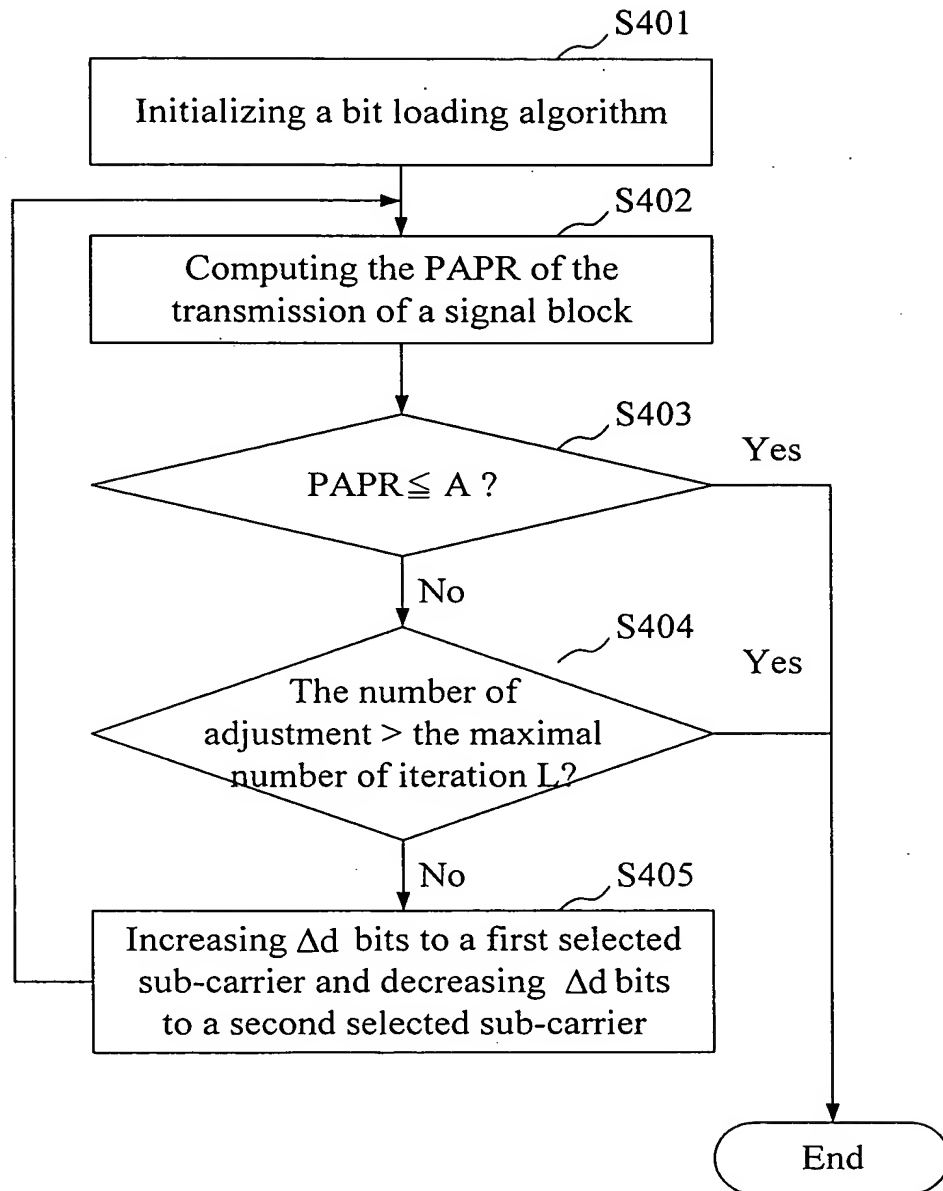 S401
Initializing a bit loading algorithm
S402
Computing the PAPR of the
transmission of a signal block
S403
PAPR≦ A ?
Yes
No
S404
The number of
adjustment > the maximal
number of iteration L?
Yes
No
S405
Increasing Δd bits to a first selected
sub-carrier and decreasing Δd bits
to a second selected sub-carrier
End